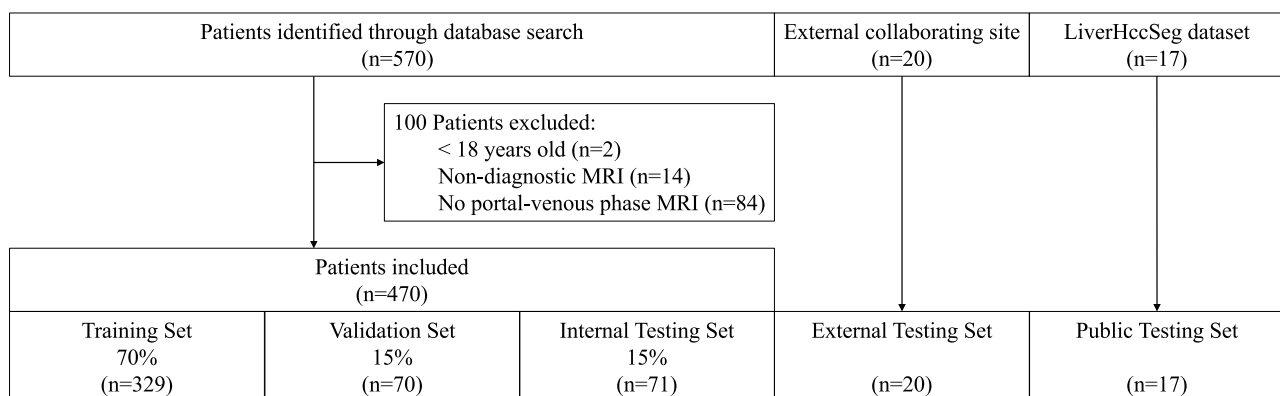 Patients identified through database search
(n=570)
External collaborating site
(n=20)
LiverHccSeg dataset
(n=17)
100 Patients excluded:
< 18 years old (n=2)
Non-diagnostic MRI (n=14)
No portal-venous phase MRI (n=84)
Patients included
(n=470)
Training Set
70%
(n=329)
Validation Set
15%
(n=70)
Internal Testing Set
15%
(n=71)
External Testing Set
(n=20)
Public Testing Set
(n=17)